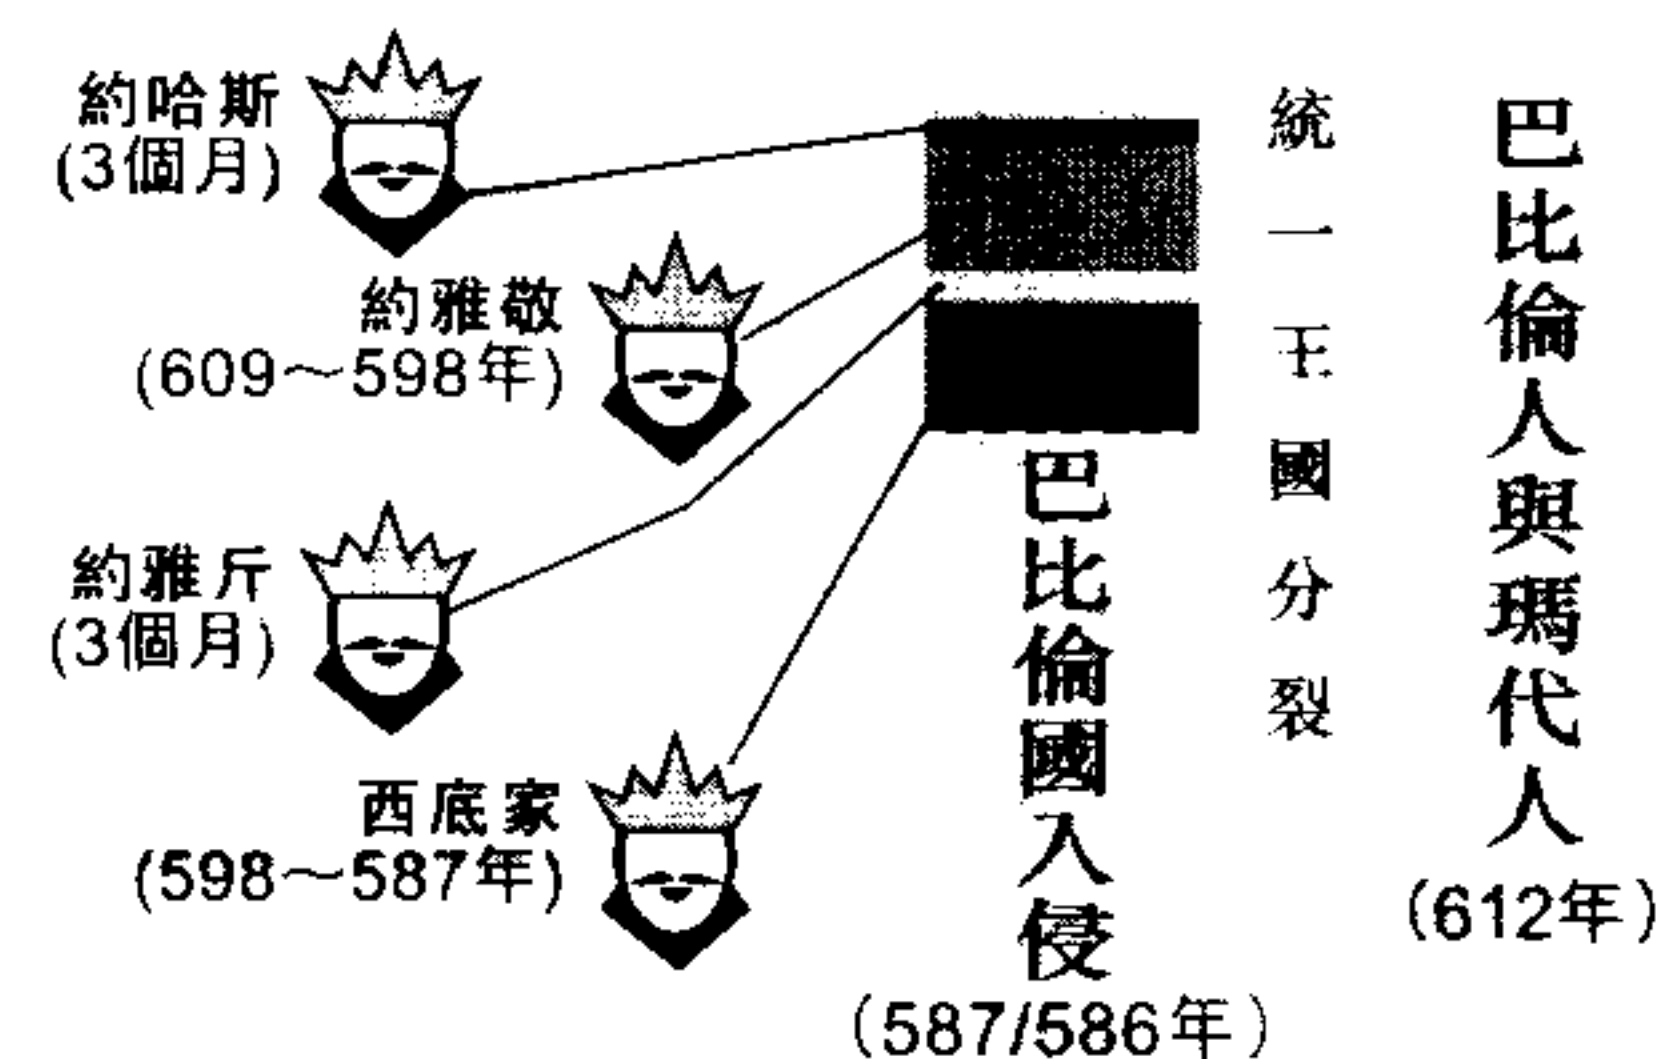 約哈斯
(3個月)
約雅敬
(609～598年)
約雅斤
(3個月)
西底家
(598～587年)
巴比倫國入侵
(587/586年)
統一王國分裂
巴比倫人與瑪代人
(612年)